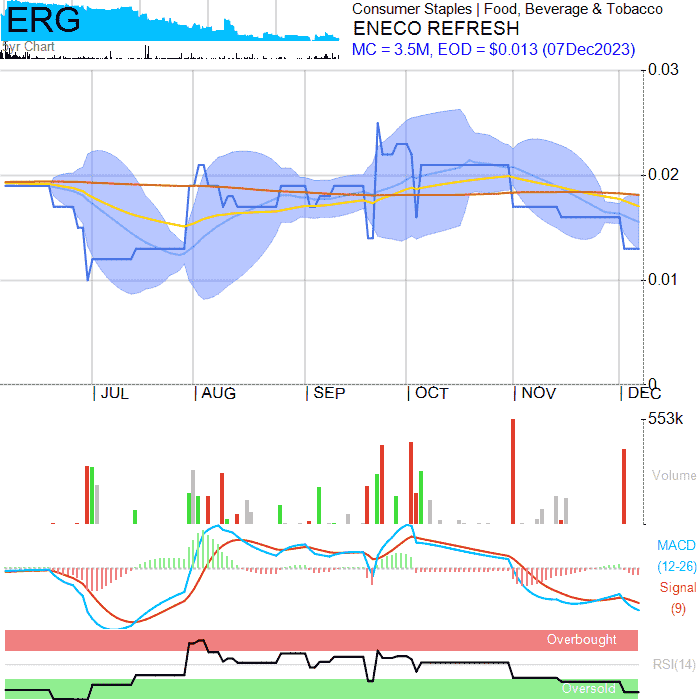 ERG
5yr Chart
Consumer Staples | Food, Beverage & Tobacco
ENECO REFRESH
MC = 3.5M, EOD = $0.013 (07Dec2023)
0.03
0.02
0.01
0
JUL AUG SEP OCT NOV DEC
553k
Volume
MACD
(12-26)
Signal
(9)
Overbought
RSI(14)
Oversold